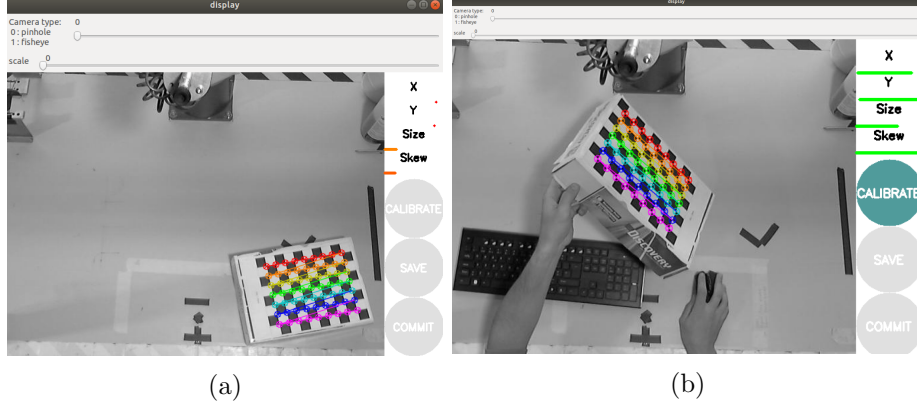 display
Camera type: 0
0 : pinhole
1 : fisheye
scale 0
X
Y
Size
Skew
CALIBRATE
SAVE
COMMIT
(a)
display
Camera type: 0
0 : pinhole
1 : fisheye
scale 0
X
Y
Size
Skew
CALIBRATE
SAVE
COMMIT
DISCOVERY
(b)